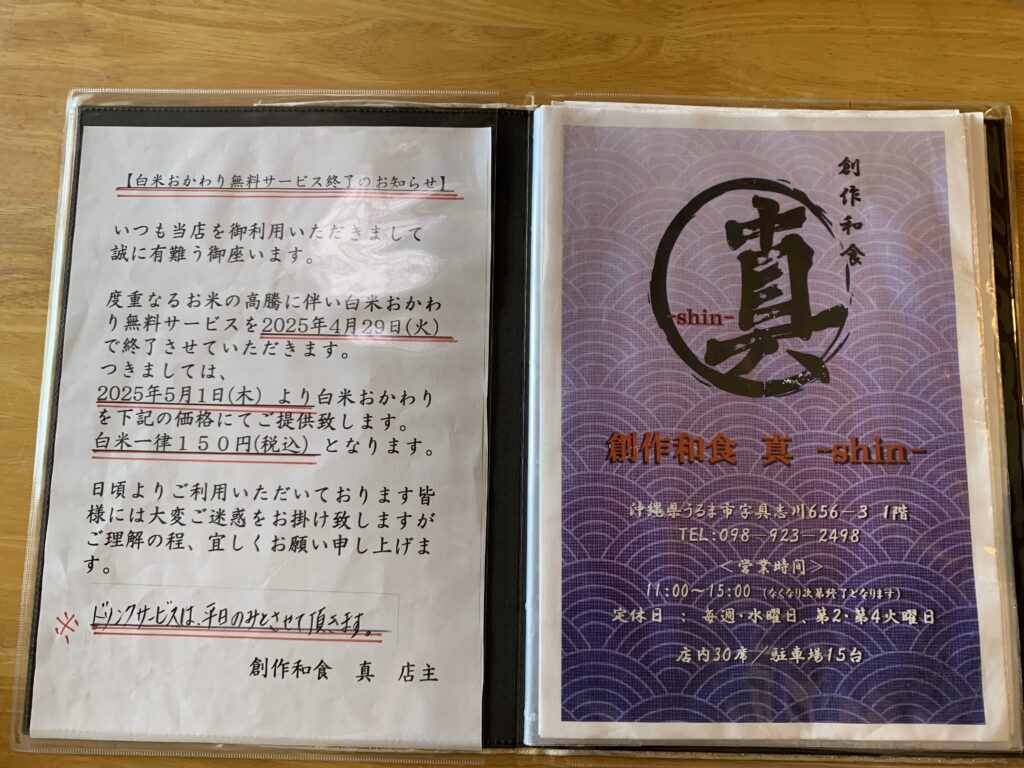 【白米おかわり無料サービス終了のお知らせ】
いつも当店を御利用いただきまして
誠に有難う御座います。
度重なるお米の高騰に伴い白米おかわ
り無料サービスを2025年4月29日(火)
で終了させていただきます。
つきましては、
2025年5月1日(木) より白米おかわり
を下記の価格にてご提供致します。
白米一律150円(税込) となります。
日頃よりご利用いただいております皆
様には大変ご迷惑をお掛け致しますが
ご理解の程、宜しくお願い申し上げま
す。
※ ドリンクサービスは、平日のみとさせて頂きます。
創作和食 真 店主
創作和食
真
-shin-
創作和食 真 -shin-
沖縄県うるま市字具志川656-3 1階
TEL:098-923-2498
<営業時間>
11:00~15:00 (なくなり次第終了となります)
定休日 : 毎週・水曜日、第2・第4火曜日
店内30席/駐車場15台